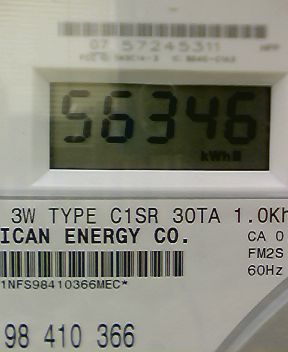 07 57245311
56346
kWh
3W TYPE C1SR 30TA 1.0Kh
ICAN ENERGY CO.
CA 0
FM2S
60Hz
1NFS98410366MEC*
98 410 366